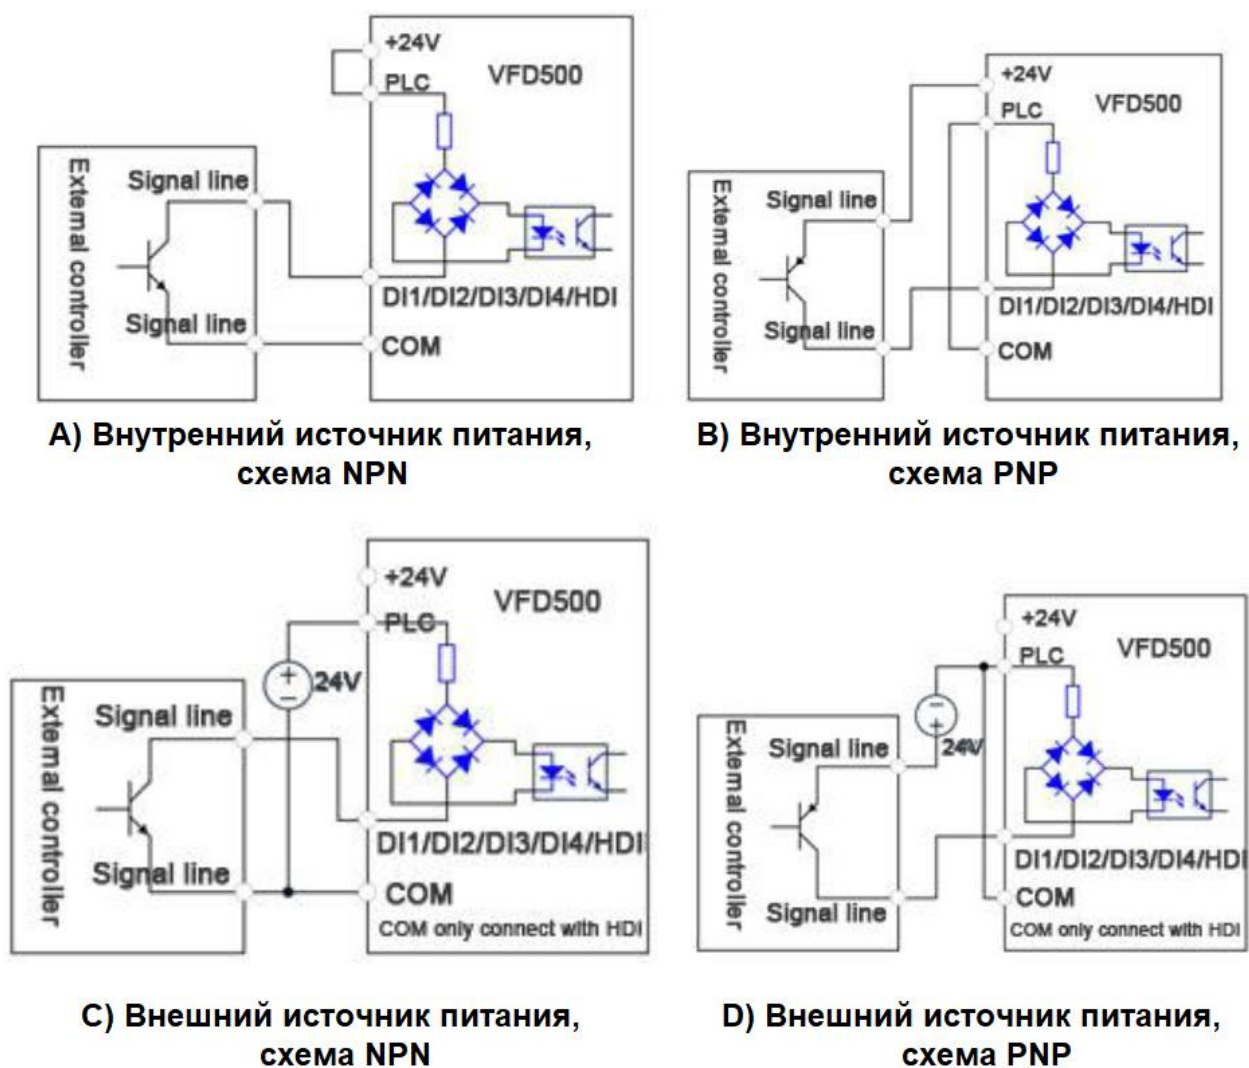 +24V
VFD500
PLC
External controller
Signal line
Signal line
DI1/DI2/DI3/DI4/HDI
COM
A) Внутренний источник питания,
схема NPN
+24V
VFD500
PLC
External controller
Signal line
Signal line
DI1/DI2/DI3/DI4/HDI
COM
B) Внутренний источник питания,
схема PNP
+24V
VFD500
PLC
+
−
24V
External controller
Signal line
Signal line
DI1/DI2/DI3/DI4/HDI
COM
COM only connect with HDI
C) Внешний источник питания,
схема NPN
+24V
VFD500
PLC
−
+
24V
External controller
Signal line
Signal line
DI1/DI2/DI3/DI4/HDI
COM
COM only connect with HDI
D) Внешний источник питания,
схема PNP